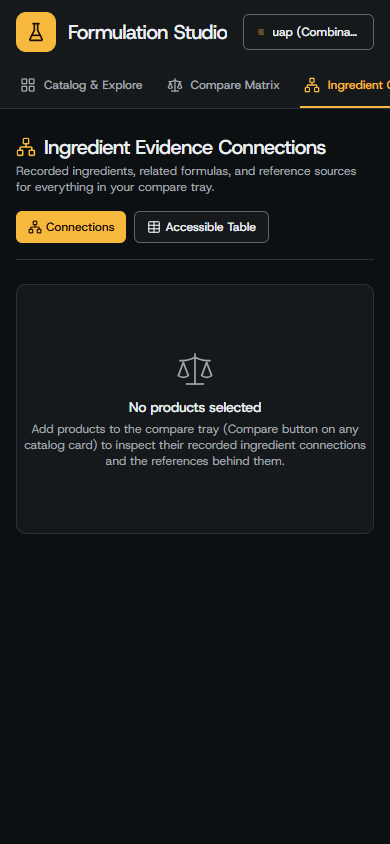 Formulation Studio
uap (Combina...
Catalog & Explore
Compare Matrix
Ingredient
Ingredient Evidence Connections
Recorded ingredients, related formulas, and reference sources
for everything in your compare tray.
Connections
Accessible Table
No products selected
Add products to the compare tray (Compare button on any
catalog card) to inspect their recorded ingredient connections
and the references behind them.